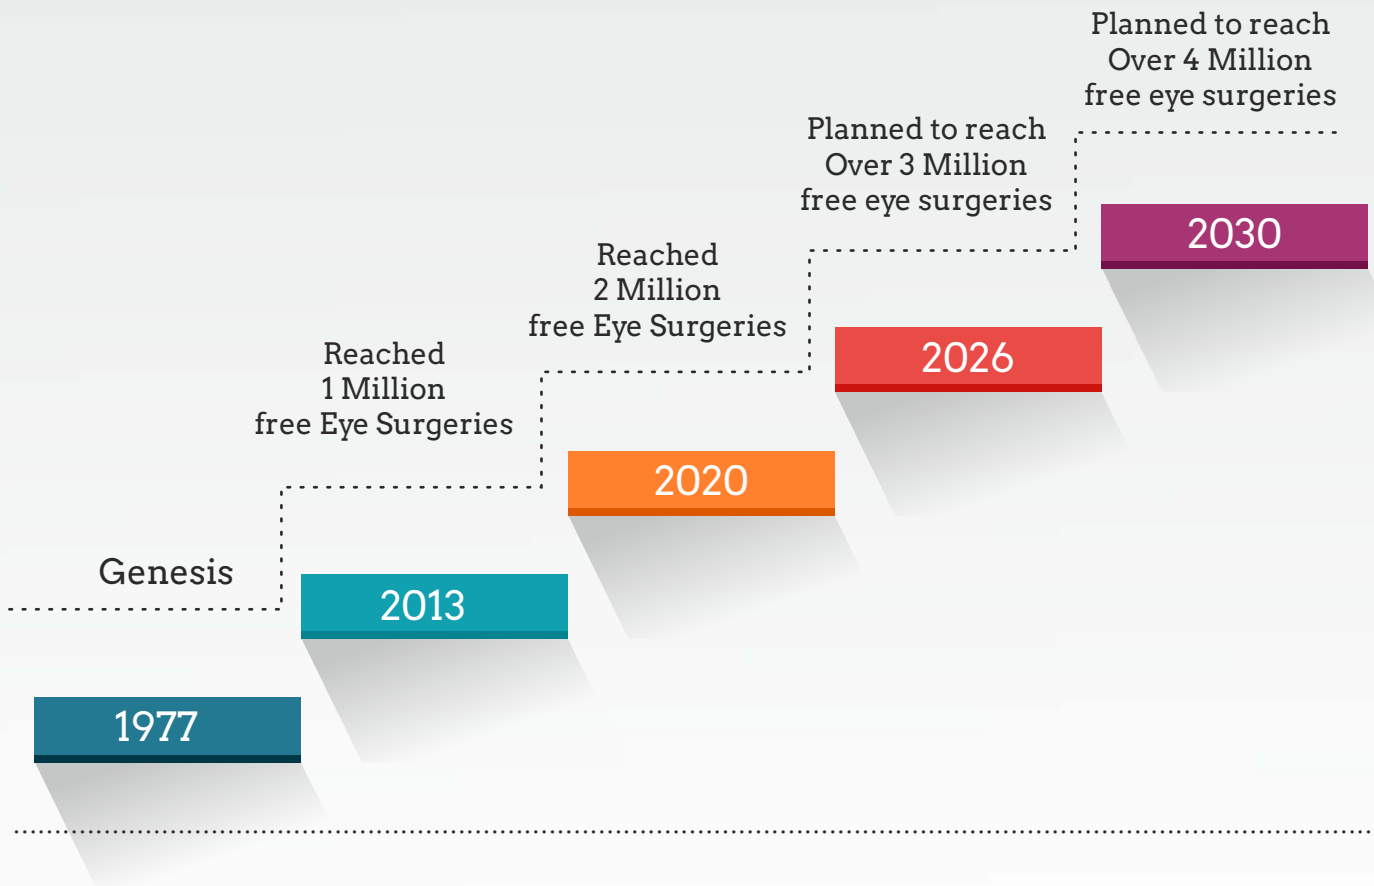 Genesis
1977
Reached
1 Million
free Eye Surgeries
2013
Reached
2 Million
free Eye Surgeries
2020
Planned to reach
Over 3 Million
free eye surgeries
2026
Planned to reach
Over 4 Million
free eye surgeries
2030